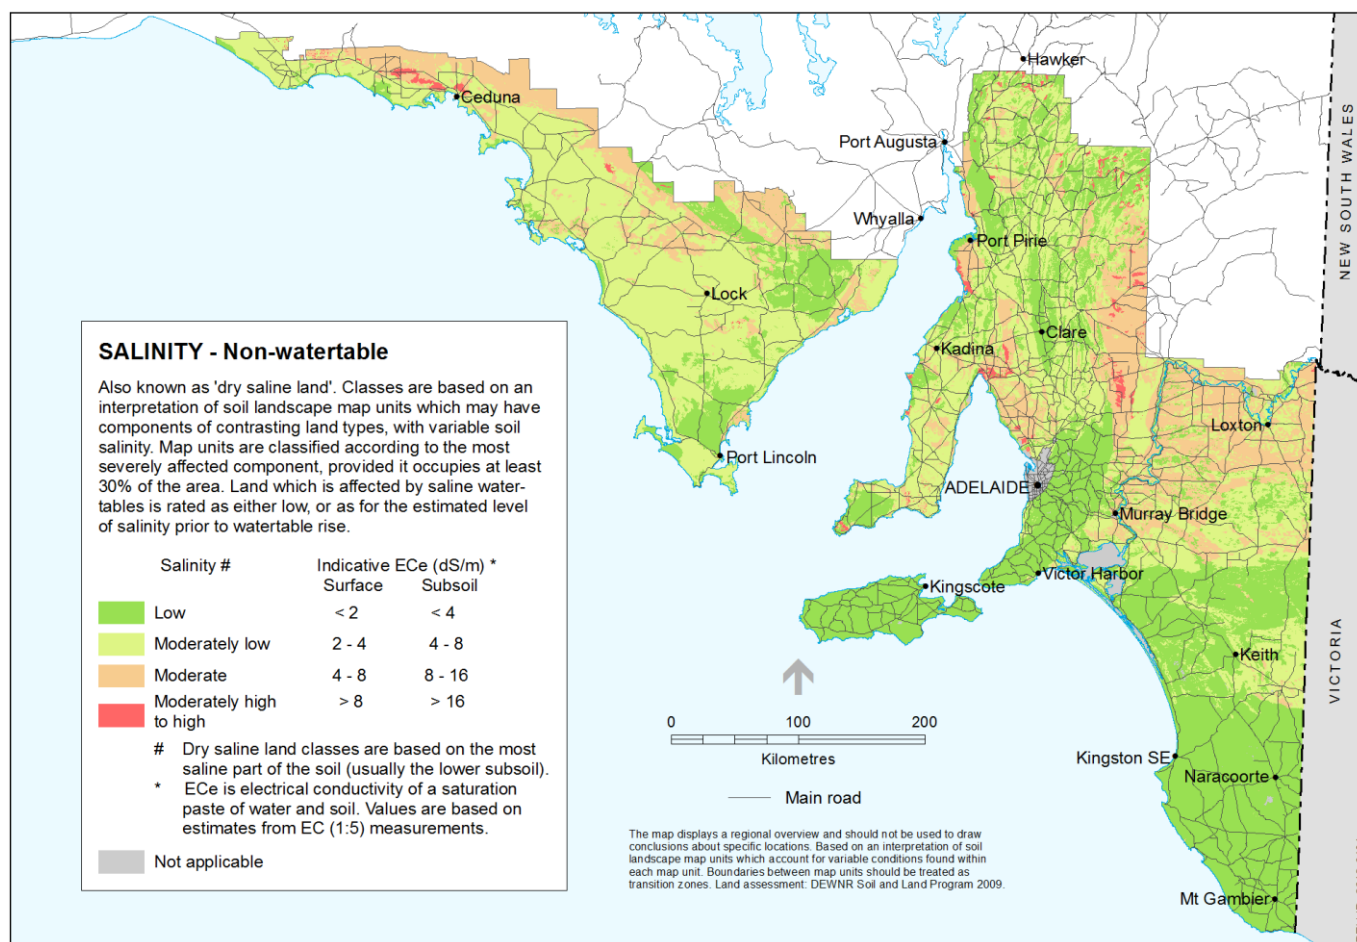 Hawker
NEW SOUTH WALES
Ceduna
Port Augusta
Whyalla
Port Pirie
Lock
Clare
Kadina
Loxton
Port Lincoln
ADELAIDE
Murray Bridge
Victor Harbor
Kingscote
Keith
VICTORIA
Kingston SE
Naracoorte
Mt Gambier
SALINITY - Non-watertable
Also known as 'dry saline land'. Classes are based on an
interpretation of soil landscape map units which may have
components of contrasting land types, with variable soil
salinity. Map units are classified according to the most
severely affected component, provided it occupies at least
30% of the area. Land which is affected by saline water-
tables is rated as either low, or as for the estimated level
of salinity prior to watertable rise.
Salinity # Indicative ECe (dS/m) *
Surface Subsoil
Low < 2 < 4
Moderately low 2 - 4 4 - 8
Moderate 4 - 8 8 - 16
Moderately high > 8 > 16
to high
# Dry saline land classes are based on the most
saline part of the soil (usually the lower subsoil).
* ECe is electrical conductivity of a saturation
paste of water and soil. Values are based on
estimates from EC (1:5) measurements.
Not applicable
0 100 200
Kilometres
Main road
The map displays a regional overview and should not be used to draw
conclusions about specific locations. Based on an interpretation of soil
landscape map units which account for variable conditions found within
each map unit. Boundaries between map units should be treated as
transition zones. Land assessment: DEWNR Soil and Land Program 2009.